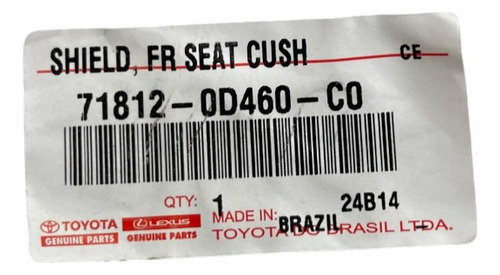 SHIELD, FR SEAT CUSH CE
71812-0D460-C0
QTY: 1 24B14
MADE IN: BRAZIL
TOYOTA LEXUS TOYOTA DO BRASIL LTDA.
GENUINE PARTS GENUINE PARTS